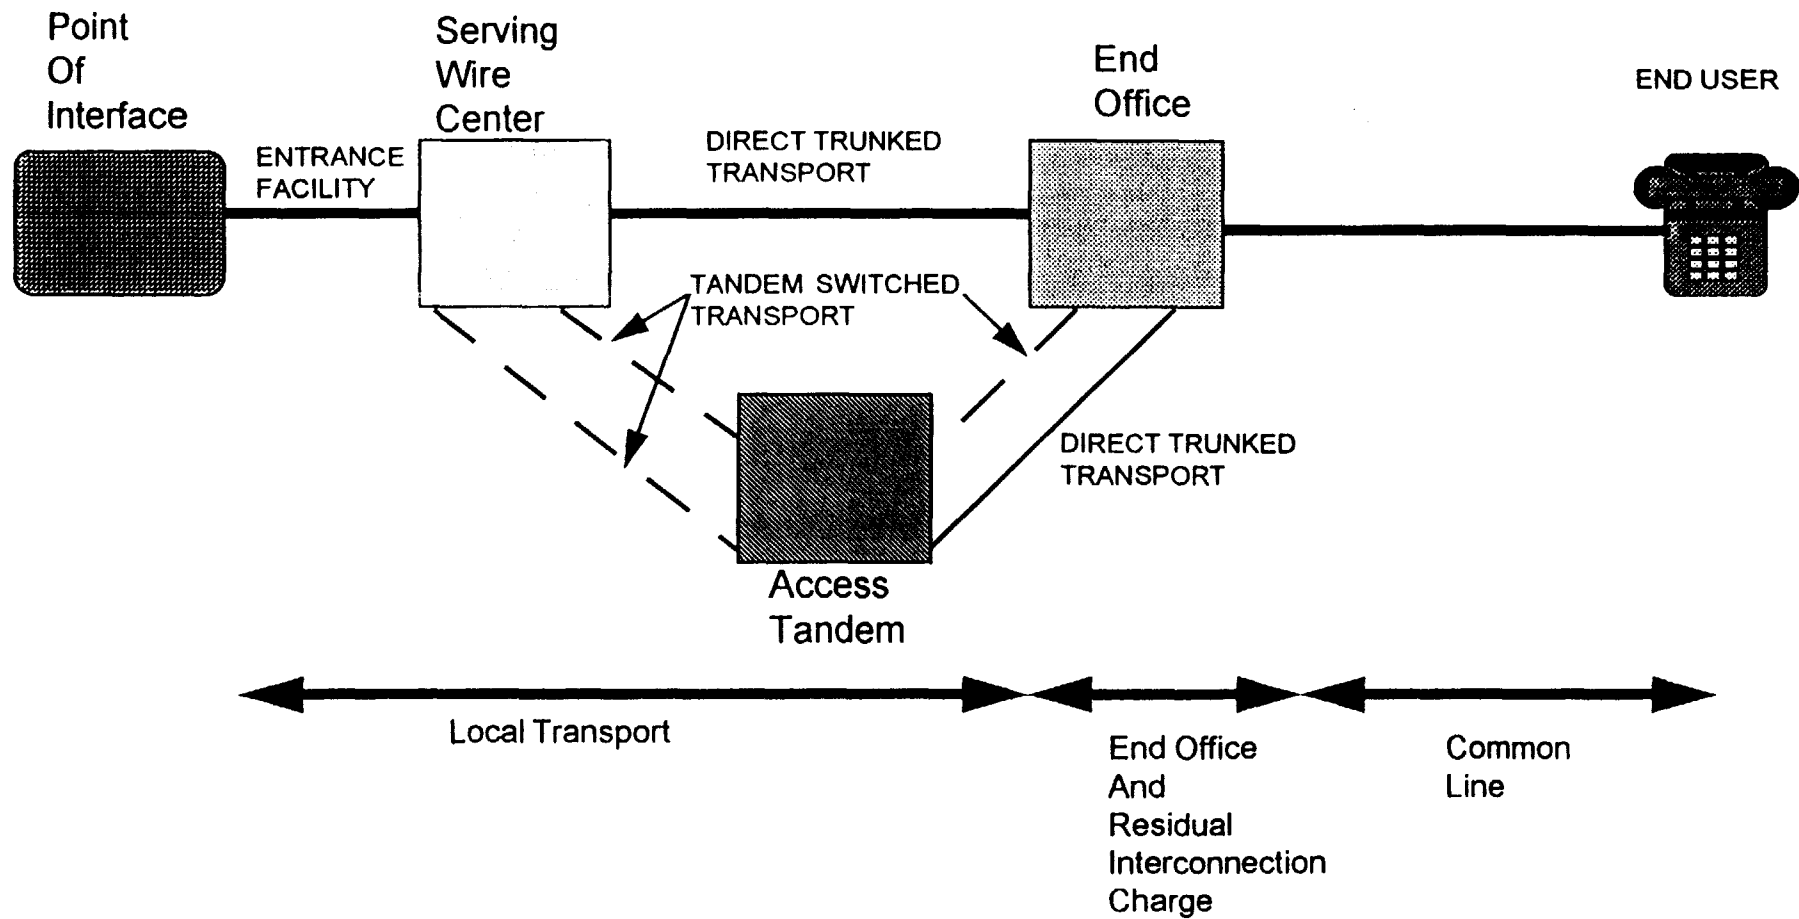 Point
Of
Interface
Serving
Wire
Center
End
Office
END USER
ENTRANCE
FACILITY
DIRECT TRUNKED
TRANSPORT
TANDEM SWITCHED
TRANSPORT
DIRECT TRUNKED
TRANSPORT
Access
Tandem
Local Transport
End Office
And
Residual
Interconnection
Charge
Common
Line